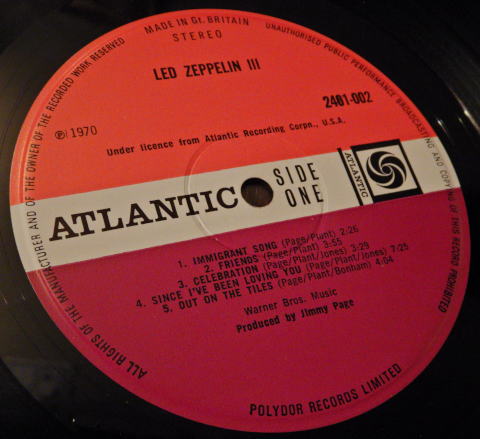 MADE IN Gt. BRITAIN
STEREO
LED ZEPPELIN III
2401-002
℗ 1970
Under licence from Atlantic Recording Corpn., U.S.A.
ATLANTIC
SIDE
ONE
ATLANTIC
1. IMMIGRANT SONG (Page/Plant) 2:26
2. FRIENDS (Page/Plant) 3:55
3. CELEBRATION (Page/Plant/Jones) 3:29
4. SINCE I'VE BEEN LOVING YOU (Page/Plant/Jones) 7:25
5. OUT ON THE TILES (Page/Plant/Bonham) 4:04
Warner Bros. Music
Produced by Jimmy Page
POLYDOR RECORDS LIMITED
ALL RIGHTS OF THE MANUFACTURER AND OF THE OWNER OF THE RECORDED WORK RESERVED
UNAUTHORISED PUBLIC PERFORMANCE BROADCASTING AND COPYING OF THIS RECORD PROHIBITED